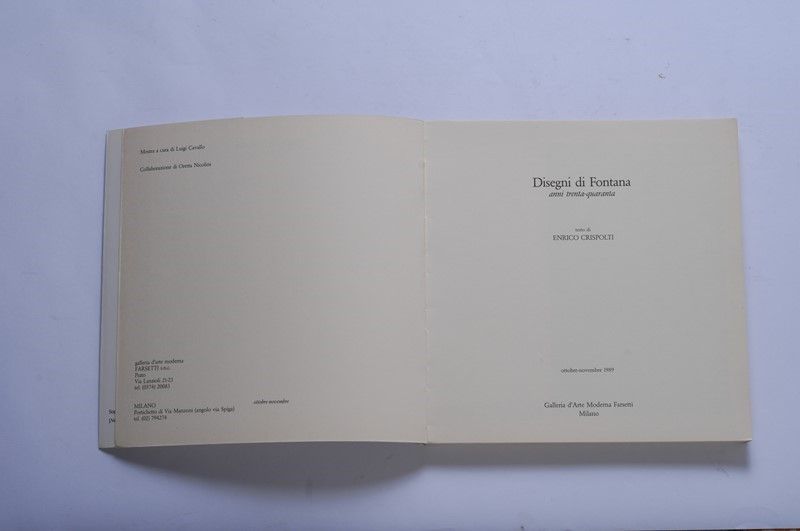 Mostra a cura di Luigi Cavallo
Collaborazione di Oretta Nicolini
galleria d'arte moderna
FARSETTI s.n.c.
Prato
Via Lanzioli 21-23
tel. (0574) 20083
ottobre-novembre
MILANO
Portichetto di Via Manzoni (angolo via Spiga)
tel. (02) 794274
Disegni di Fontana
anni trenta-quaranta
testo di
ENRICO CRISPOLTI
ottobre-novembre 1989
Galleria d'Arte Moderna Farsetti
Milano